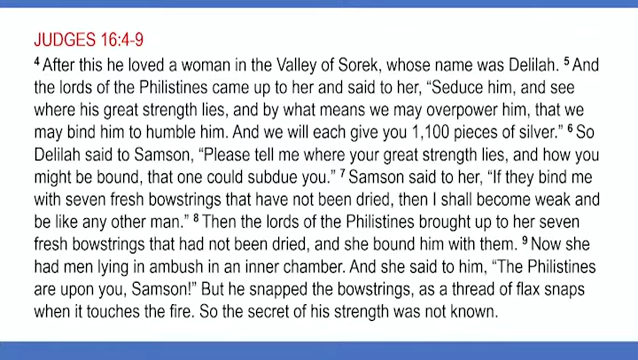 JUDGES 16:4-9
4 After this he loved a woman in the Valley of Sorek, whose name was Delilah. 5 And
the lords of the Philistines came up to her and said to her, “Seduce him, and see
where his great strength lies, and by what means we may overpower him, that we
may bind him to humble him. And we will each give you 1,100 pieces of silver.” 6 So
Delilah said to Samson, “Please tell me where your great strength lies, and how you
might be bound, that one could subdue you.” 7 Samson said to her, “If they bind me
with seven fresh bowstrings that have not been dried, then I shall become weak and
be like any other man.” 8 Then the lords of the Philistines brought up to her seven
fresh bowstrings that had not been dried, and she bound him with them. 9 Now she
had men lying in ambush in an inner chamber. And she said to him, “The Philistines
are upon you, Samson!” But he snapped the bowstrings, as a thread of flax snaps
when it touches the fire. So the secret of his strength was not known.